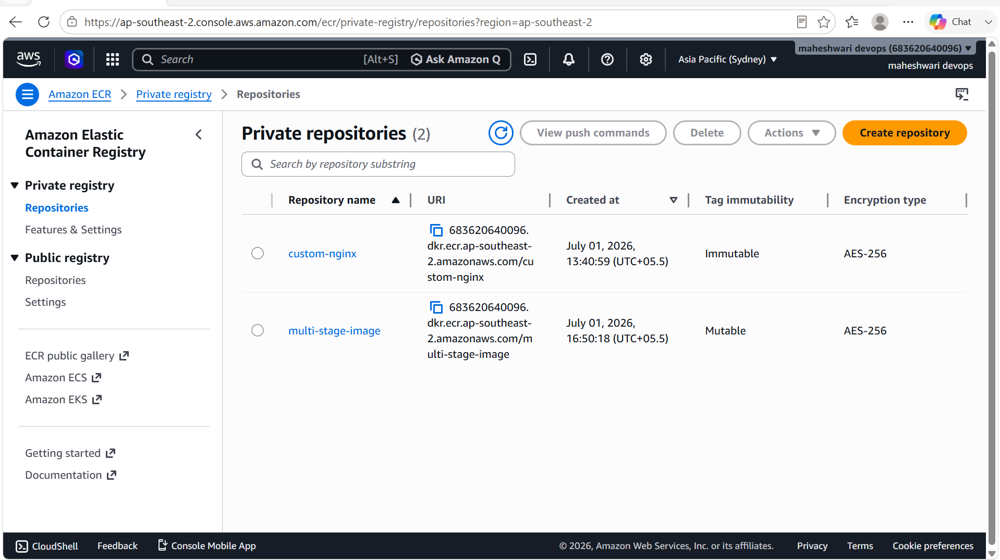 https://ap-southeast-2.console.aws.amazon.com/ecr/private-registry/repositories?region=ap-southeast-2
Chat
aws
Search
[Alt+S]
Ask Amazon Q
Asia Pacific (Sydney)
maheshwari devops (683620640096)
maheshwari devops
Amazon ECR
Private registry
Repositories
Amazon Elastic
Container Registry
Private registry
Repositories
Features & Settings
Public registry
Repositories
Settings
ECR public gallery
Amazon ECS
Amazon EKS
Getting started
Documentation
Private repositories (2)
View push commands
Delete
Actions
Create repository
Search by repository substring
Repository name
URI
Created at
Tag immutability
Encryption type
custom-nginx
683620640096.
dkr.ecr.ap-southeast-
2.amazonaws.com/cu
stom-nginx
July 01, 2026,
13:40:59 (UTC+05.5)
Immutable
AES-256
multi-stage-image
683620640096.
dkr.ecr.ap-southeast-
2.amazonaws.com/m
ulti-stage-image
July 01, 2026,
16:50:18 (UTC+05.5)
Mutable
AES-256
CloudShell
Feedback
Console Mobile App
© 2026, Amazon Web Services, Inc. or its affiliates.
Privacy
Terms
Cookie preferences